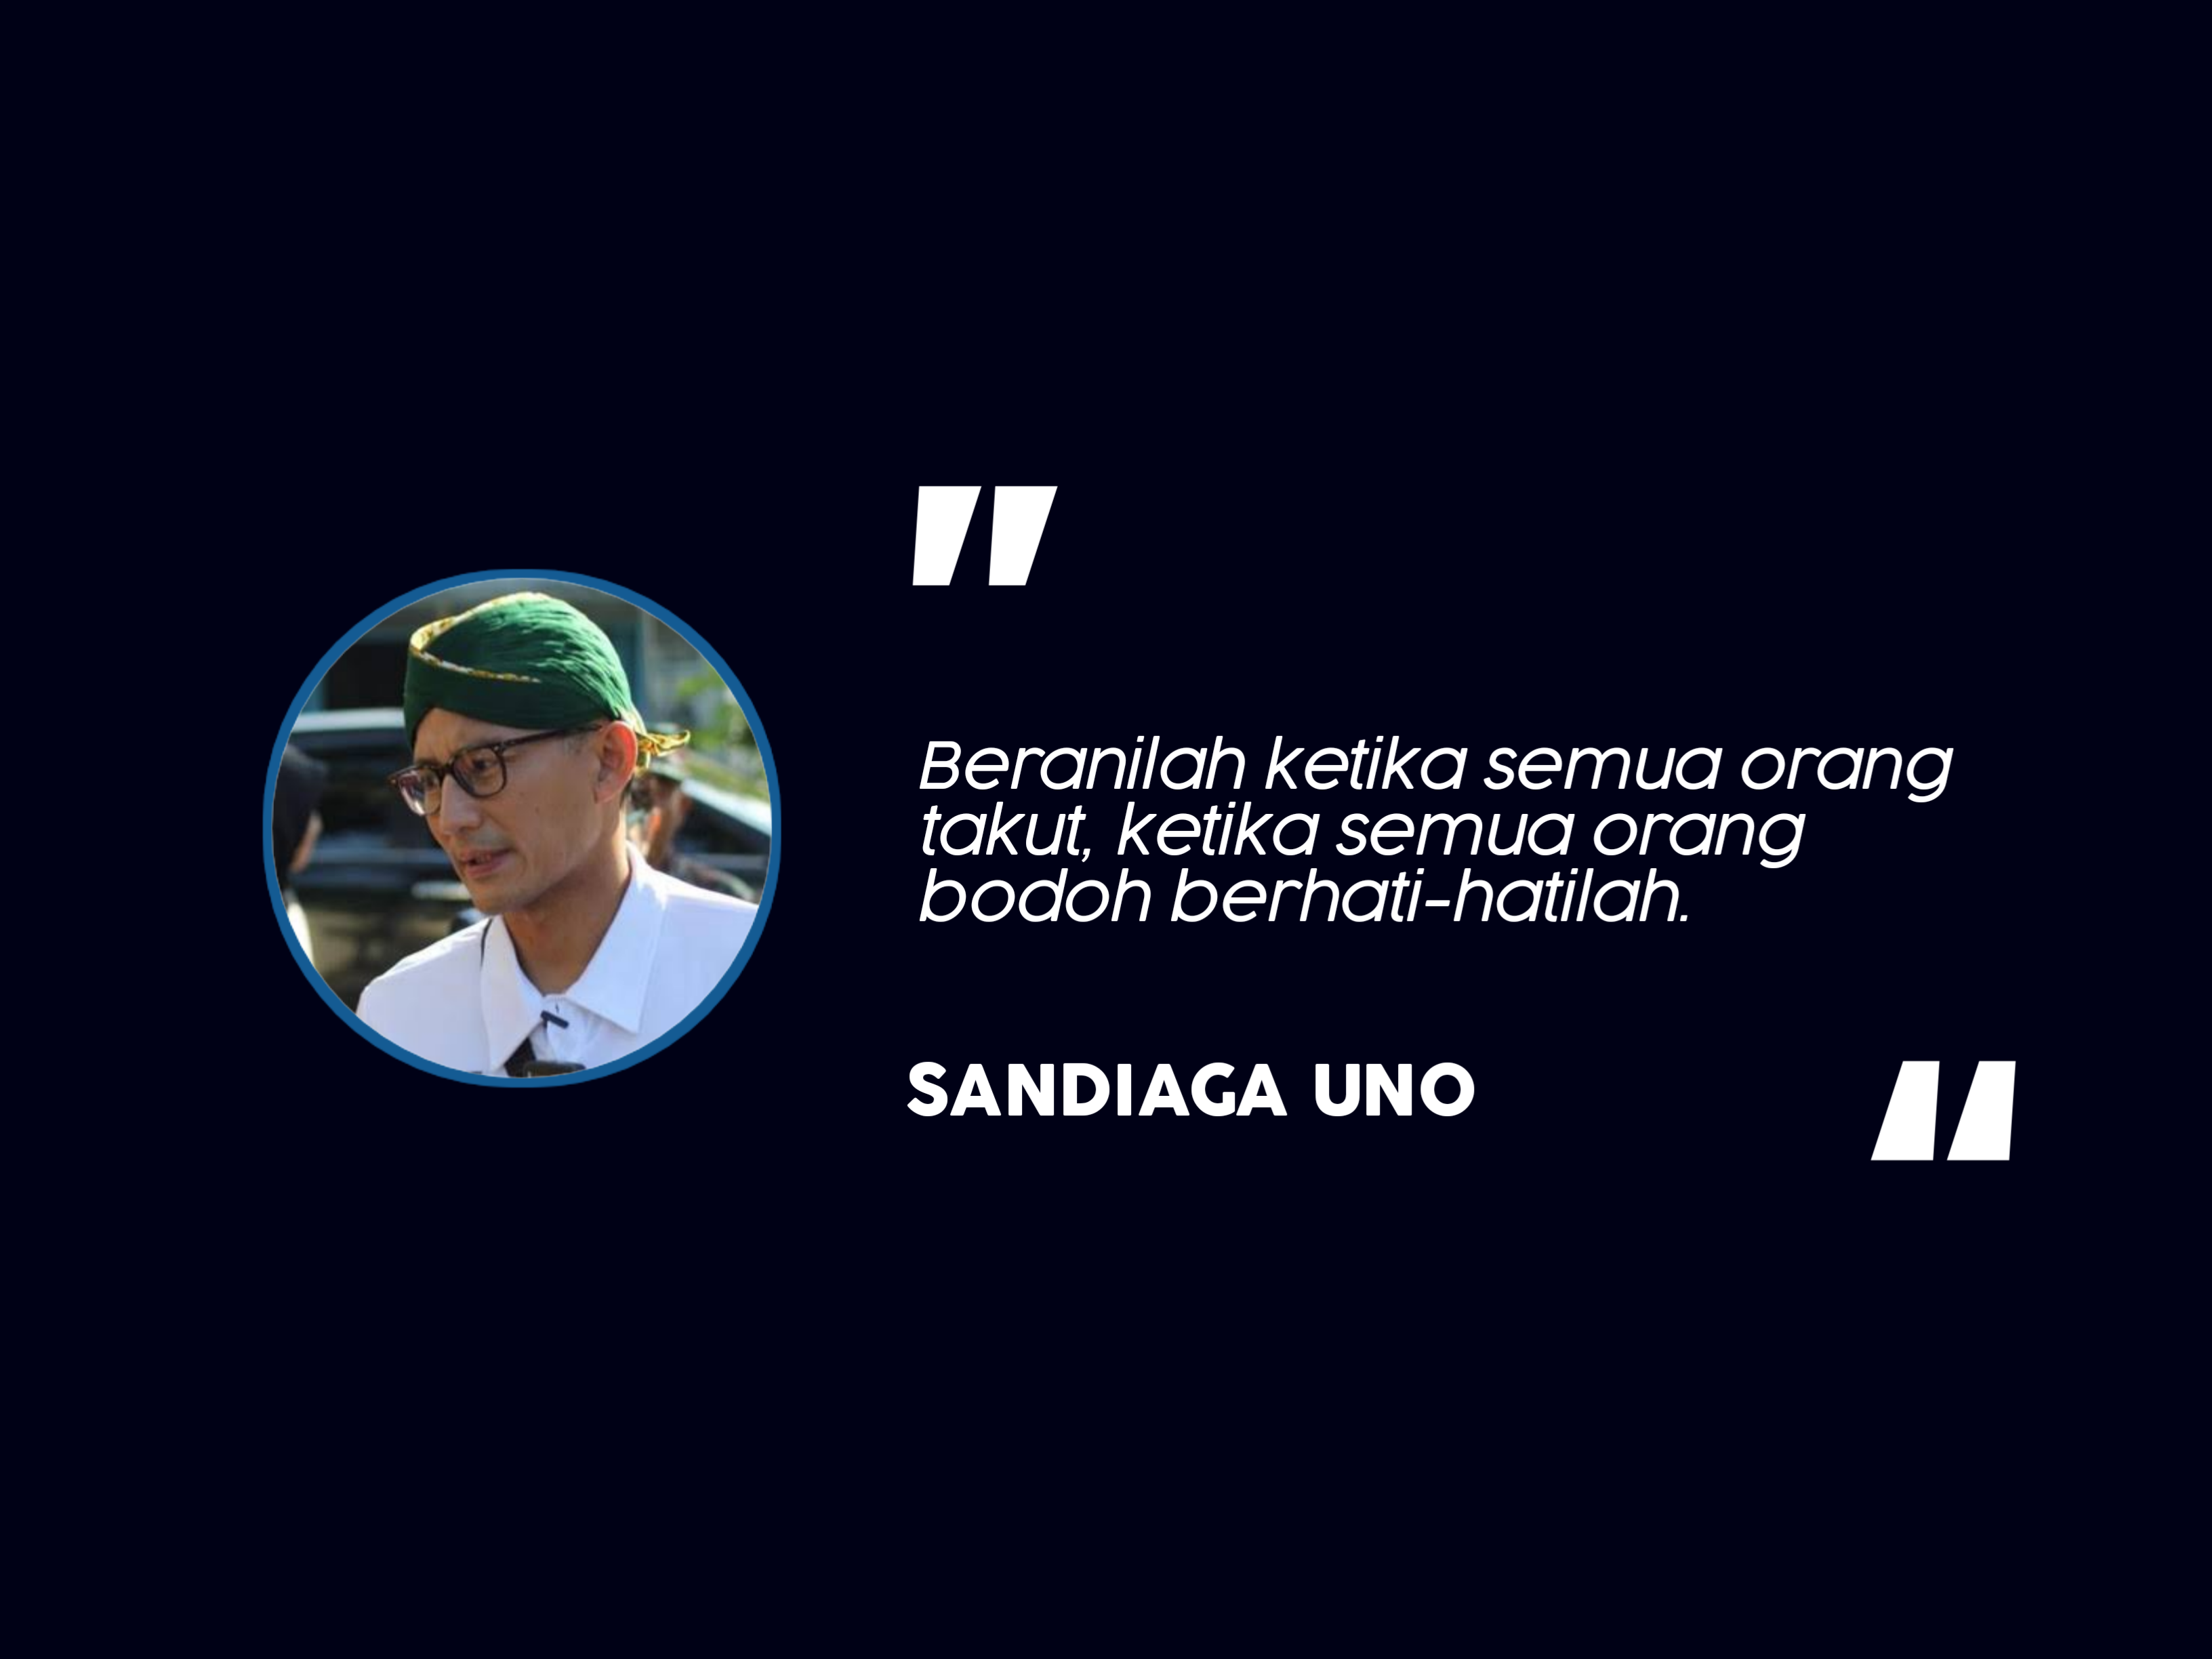 "
Beranilah ketika semua orang
takut, ketika semua orang
bodoh berhati-hatilah.
SANDIAGA UNO
"